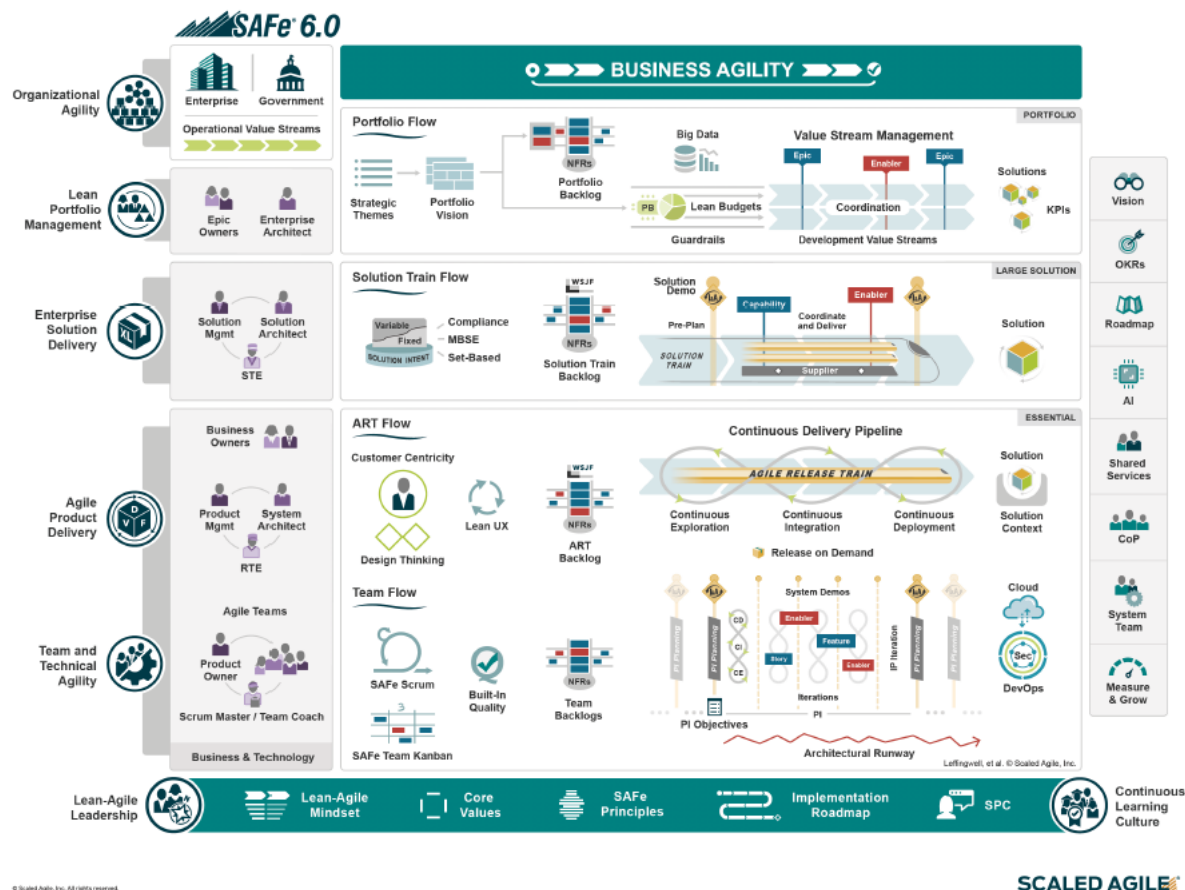 SAFe® 6.0
Organizational
Agility
Enterprise
Government
Operational Value Streams
BUSINESS AGILITY
Lean
Portfolio
Management
Epic
Owners
Enterprise
Architect
PORTFOLIO
Portfolio Flow
Strategic
Themes
Portfolio
Vision
NFRs
Portfolio
Backlog
Big Data
PB
Lean Budgets
Guardrails
Value Stream Management
Epic
Enabler
Epic
Coordination
Development Value Streams
Solutions
KPIs
Enterprise
Solution
Delivery
XL
Solution
Mgmt
Solution
Architect
STE
LARGE SOLUTION
Solution Train Flow
Variable
Fixed
SOLUTION INTENT
Compliance
MBSE
Set-Based
WSJF
NFRs
Solution Train
Backlog
Solution
Demo
Pre-Plan
Capability
Coordinate
and Deliver
Enabler
SOLUTION
TRAIN
Supplier
Solution
Agile
Product
Delivery
D
V F
Business
Owners
Product
Mgmt
System
Architect
RTE
ESSENTIAL
ART Flow
Customer Centricity
Design Thinking
Lean UX
WSJF
NFRs
ART
Backlog
Continuous Delivery Pipeline
AGILE RELEASE TRAIN
Continuous
Exploration
Continuous
Integration
Continuous
Deployment
Release on Demand
Solution
Solution
Context
Team and
Technical
Agility
Agile Teams
Product
Owner
Scrum Master / Team Coach
Business & Technology
Team Flow
SAFe Scrum
3
SAFe Team Kanban
Built-In
Quality
NFRs
Team
Backlogs
PI Planning
PI Planning
CD
CI
CE
System Demos
Enabler
Story
Feature
Enabler
Iterations
IP Iteration
PI Planning
PI Planning
PI Objectives
PI
Architectural Runway
Cloud
Sec
DevOps
Leffingwell, et al. © Scaled Agile, Inc.
Vision
OKRs
Roadmap
AI
Shared
Services
CoP
System
Team
Measure
& Grow
Lean-Agile
Leadership
Lean-Agile
Mindset
Core
Values
SAFe
Principles
Implementation
Roadmap
SPC
Continuous
Learning
Culture
© Scaled Agile, Inc. All rights reserved.
SCALED AGILE